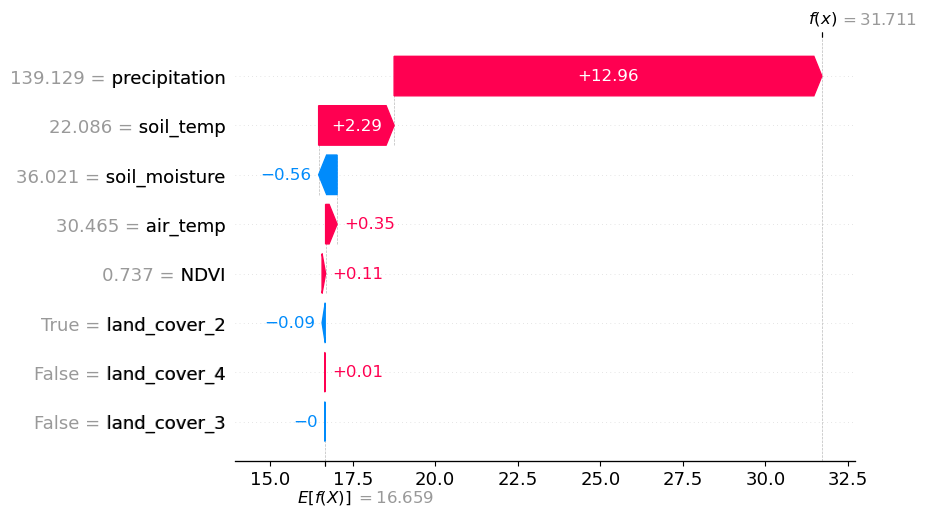 f(x) = 31.711
139.129 = precipitation
+12.96
22.086 = soil_temp
+2.29
36.021 = soil_moisture
−0.56
30.465 = air_temp
+0.35
0.737 = NDVI
+0.11
True = land_cover_2
−0.09
False = land_cover_4
+0.01
False = land_cover_3
−0
15.0 17.5 20.0 22.5 25.0 27.5 30.0 32.5
E[f(X)] = 16.659